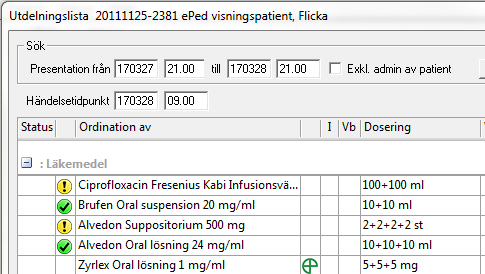 Utdelningslista 20111125-2381 ePed visningspatient, Flicka
Sök
Presentation från 170327 21.00 till 170328 21.00 Exkl. admin av patient
Händelsetidpunkt 170328 09.00
Status Ordination av I Vb Dosering
: Läkemedel
Ciprofloxacin Fresenius Kabi Infusionsvä... 100+100 ml
Brufen Oral suspension 20 mg/ml 10+10 ml
Alvedon Suppositorium 500 mg 2+2+2+2 st
Alvedon Oral lösning 24 mg/ml 10+10+10 ml
Zyrlex Oral lösning 1 mg/ml 5+5+5 mg